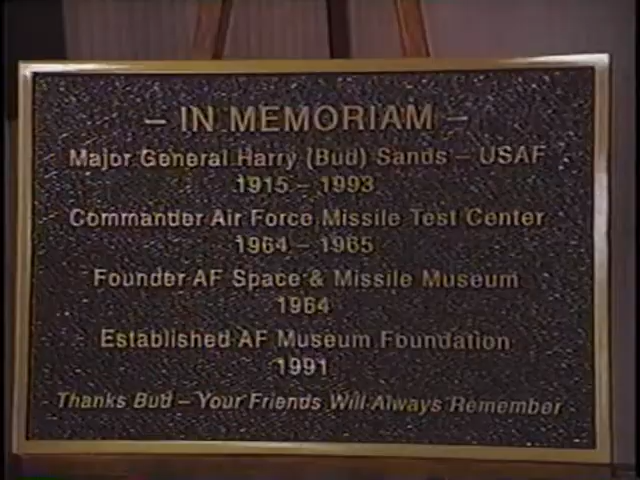 – IN MEMORIAM –
Major General Harry (Bud) Sands – USAF
1915 – 1993
Commander Air Force Missile Test Center
1964 – 1965
Founder AF Space & Missile Museum
1964
Established AF Museum Foundation
1991
Thanks Bud – Your Friends Will Always Remember